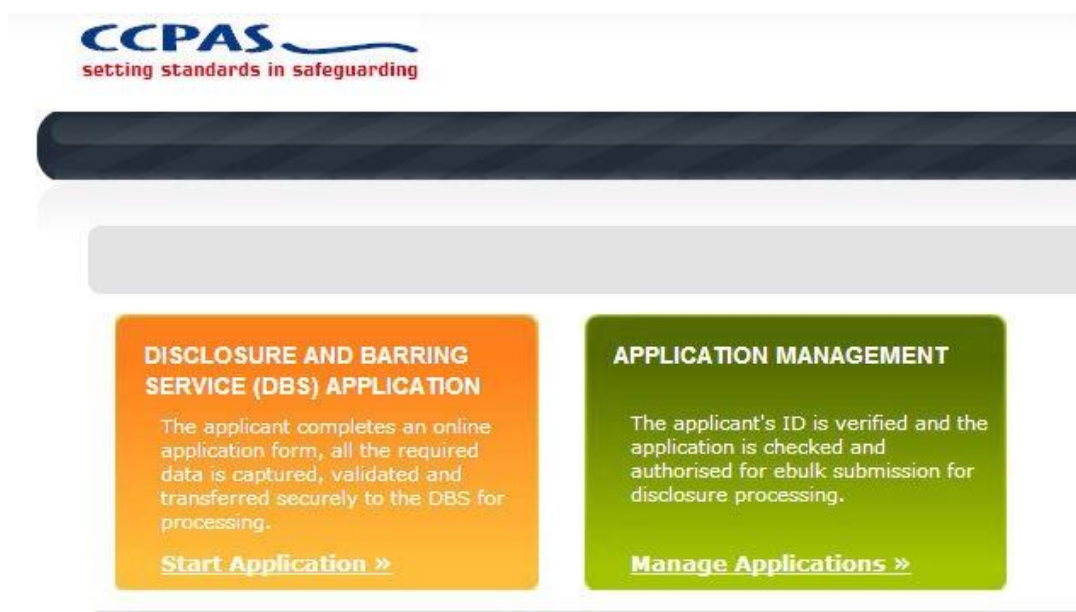 CCPAS
setting standards in safeguarding
DISCLOSURE AND BARRING
SERVICE (DBS) APPLICATION
The applicant completes an online
application form, all the required
data is captured, validated and
transferred securely to the DBS for
processing.
Start Application »
APPLICATION MANAGEMENT
The applicant's ID is verified and the
application is checked and
authorised for ebulk submission for
disclosure processing.
Manage Applications »